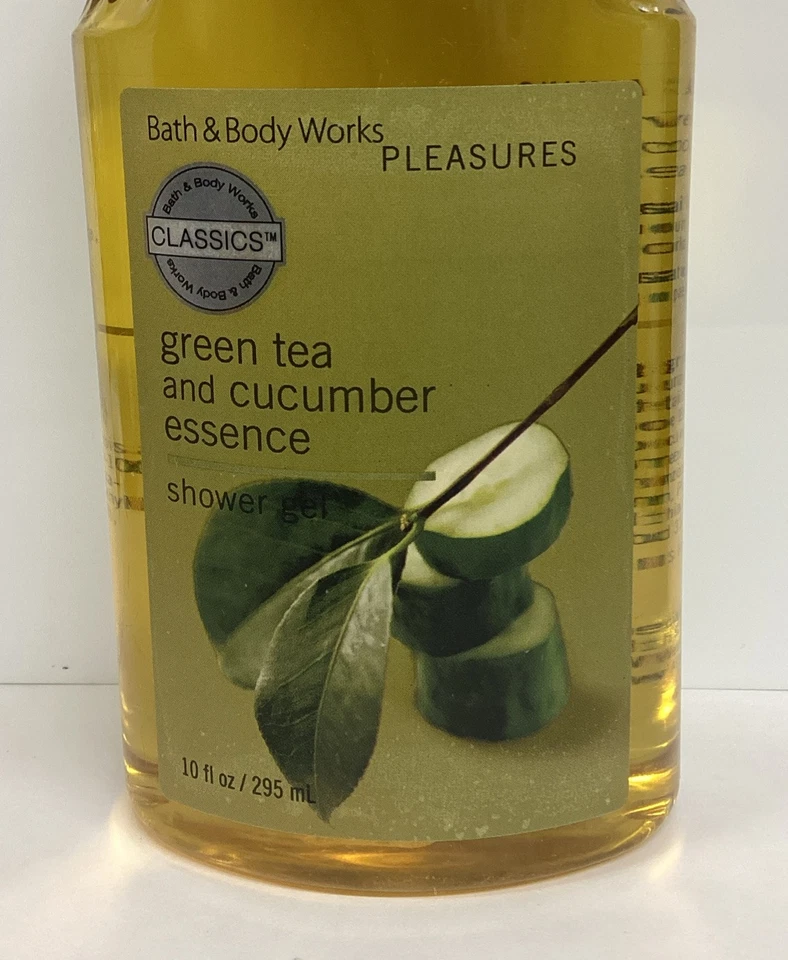 Bath & Body Works
PLEASURES
Bath & Body Works
CLASSICS™
Bath & Body Works
green tea
and cucumber
essence
shower gel
10 fl oz / 295 mL